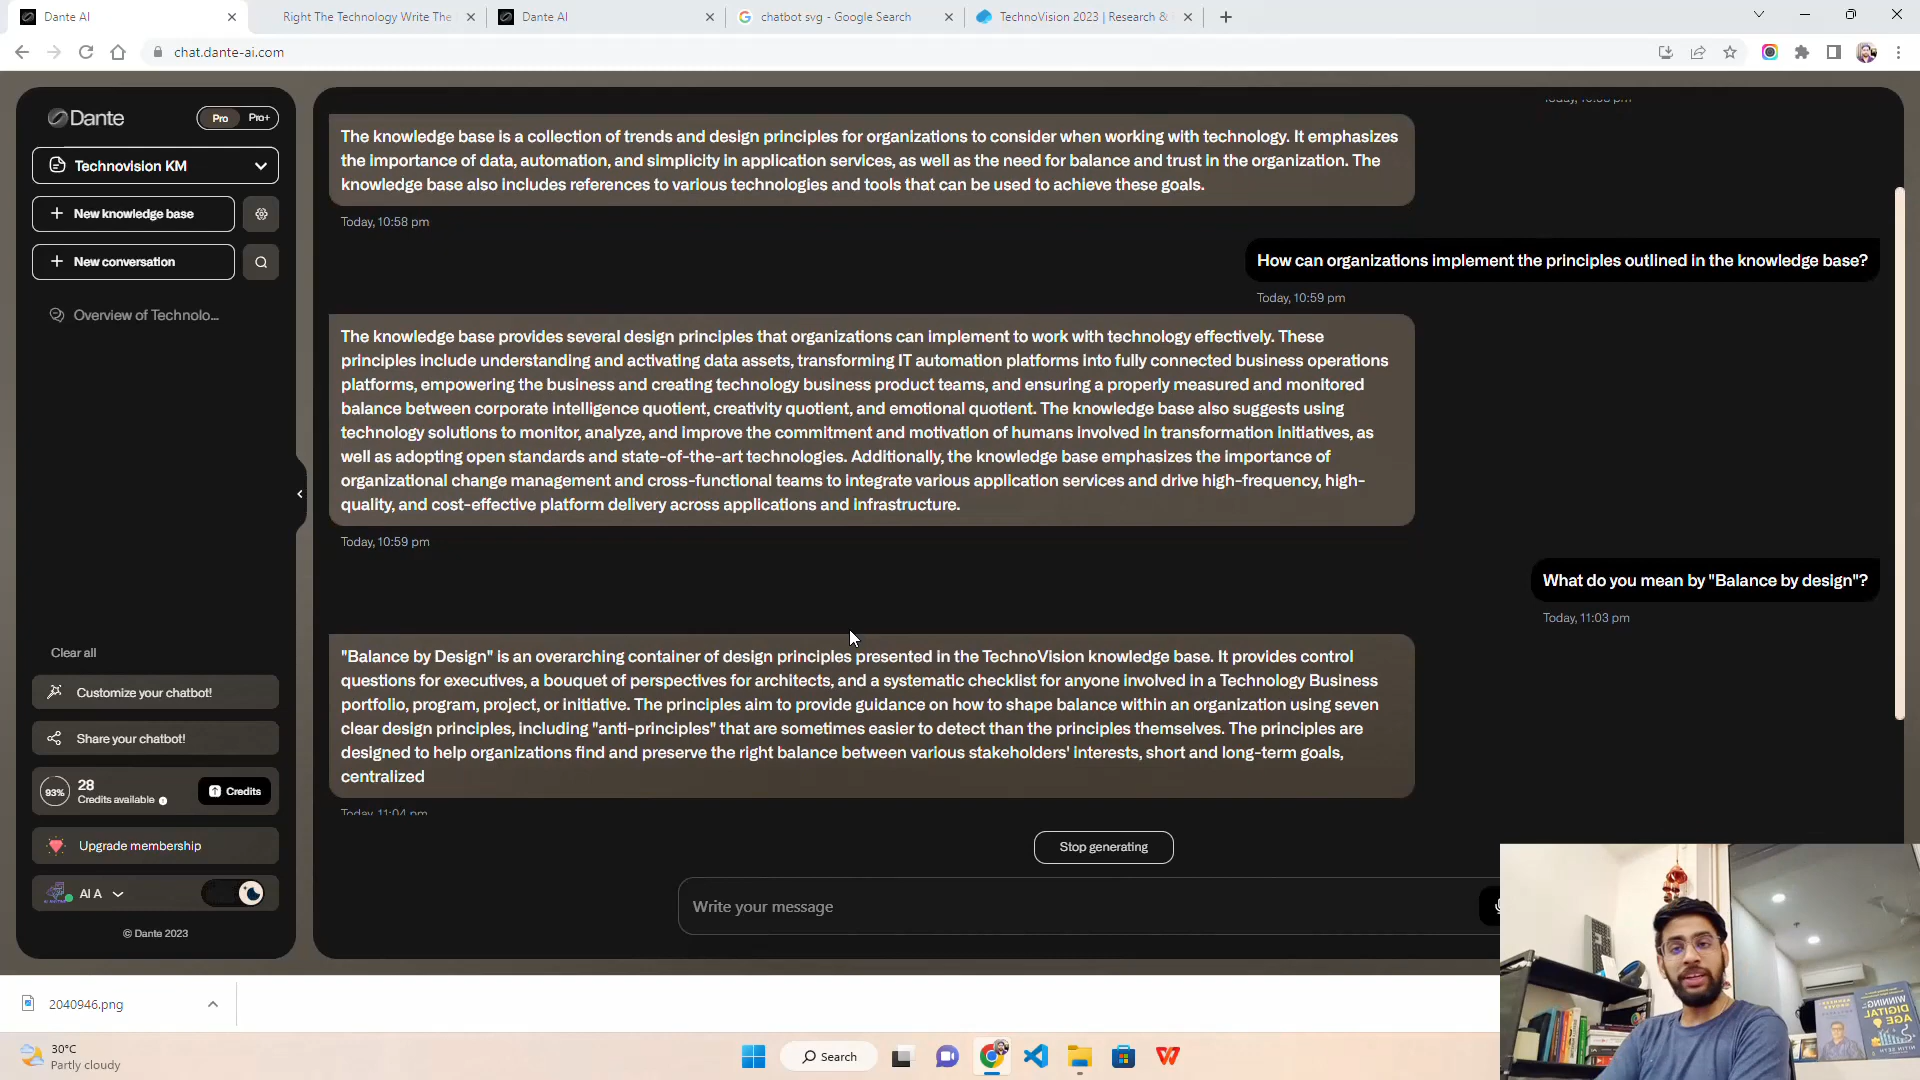 Dante AI
Right The Technology Write The
Dante AI
chatbot svg - Google Search
TechnoVision 2023 | Research &
chat.dante-ai.com
Dante
Pro
Pro+
Technovision KM
New knowledge base
New conversation
Overview of Technolo...
Clear all
Customize your chatbot!
Share your chatbot!
93%
28
Credits available
Credits
Upgrade membership
AI A
© Dante 2023
The knowledge base is a collection of trends and design principles for organizations to consider when working with technology. It emphasizes
the importance of data, automation, and simplicity in application services, as well as the need for balance and trust in the organization. The
knowledge base also includes references to various technologies and tools that can be used to achieve these goals.
Today, 10:58 pm
How can organizations implement the principles outlined in the knowledge base?
Today, 10:59 pm
The knowledge base provides several design principles that organizations can implement to work with technology effectively. These
principles include understanding and activating data assets, transforming IT automation platforms into fully connected business operations
platforms, empowering the business and creating technology business product teams, and ensuring a properly measured and monitored
balance between corporate intelligence quotient, creativity quotient, and emotional quotient. The knowledge base also suggests using
technology solutions to monitor, analyze, and improve the commitment and motivation of humans involved in transformation initiatives, as
well as adopting open standards and state-of-the-art technologies. Additionally, the knowledge base emphasizes the importance of
organizational change management and cross-functional teams to integrate various application services and drive high-frequency, high-
quality, and cost-effective platform delivery across applications and infrastructure.
Today, 10:59 pm
What do you mean by "Balance by design"?
Today, 11:03 pm
"Balance by Design" is an overarching container of design principles presented in the TechnoVision knowledge base. It provides control
questions for executives, a bouquet of perspectives for architects, and a systematic checklist for anyone involved in a Technology Business
portfolio, program, project, or initiative. The principles aim to provide guidance on how to shape balance within an organization using seven
clear design principles, including "anti-principles" that are sometimes easier to detect than the principles themselves. The principles are
designed to help organizations find and preserve the right balance between various stakeholders' interests, short and long-term goals,
centralized
Today, 11:04 pm
Stop generating
Write your message
WINNING
DIGITAL
AGE
NITIN SETH
2040946.png
30°C
Partly cloudy
Search